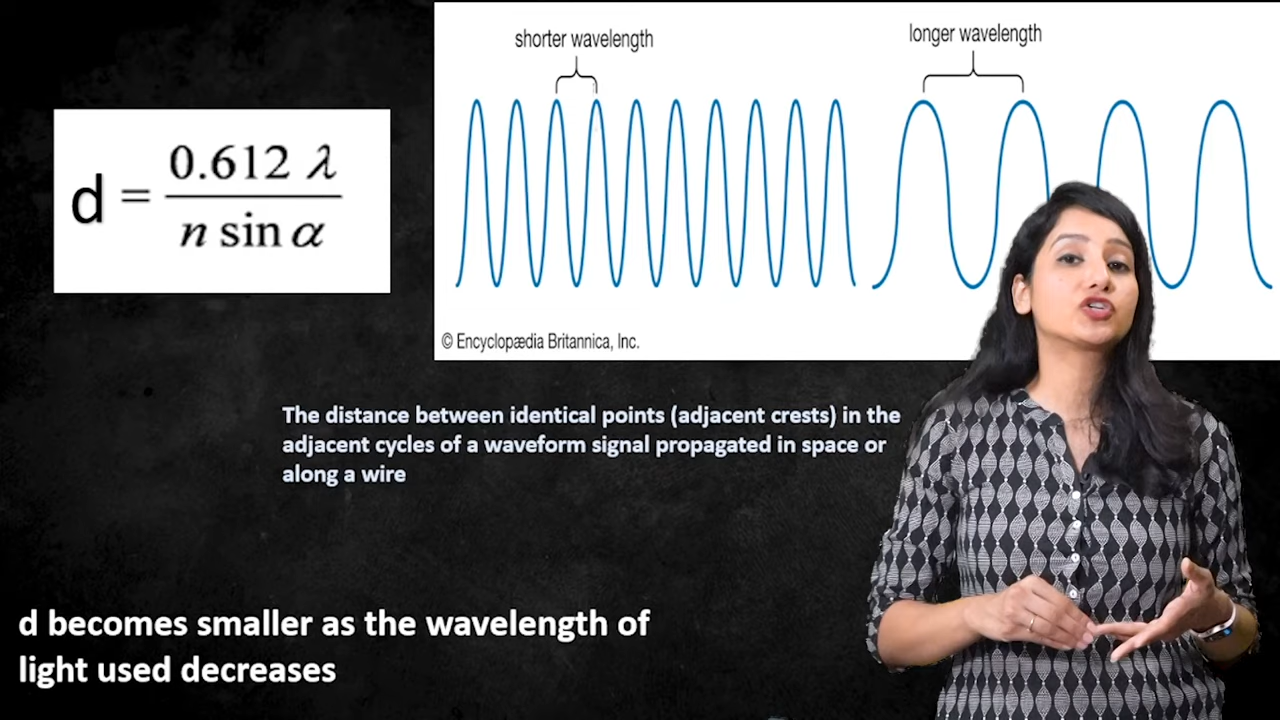 shorter wavelength
longer wavelength
d = 0.612 λ / n sin α
© Encyclopædia Britannica, Inc.
The distance between identical points (adjacent crests) in the
adjacent cycles of a waveform signal propagated in space or
along a wire
d becomes smaller as the wavelength of
light used decreases